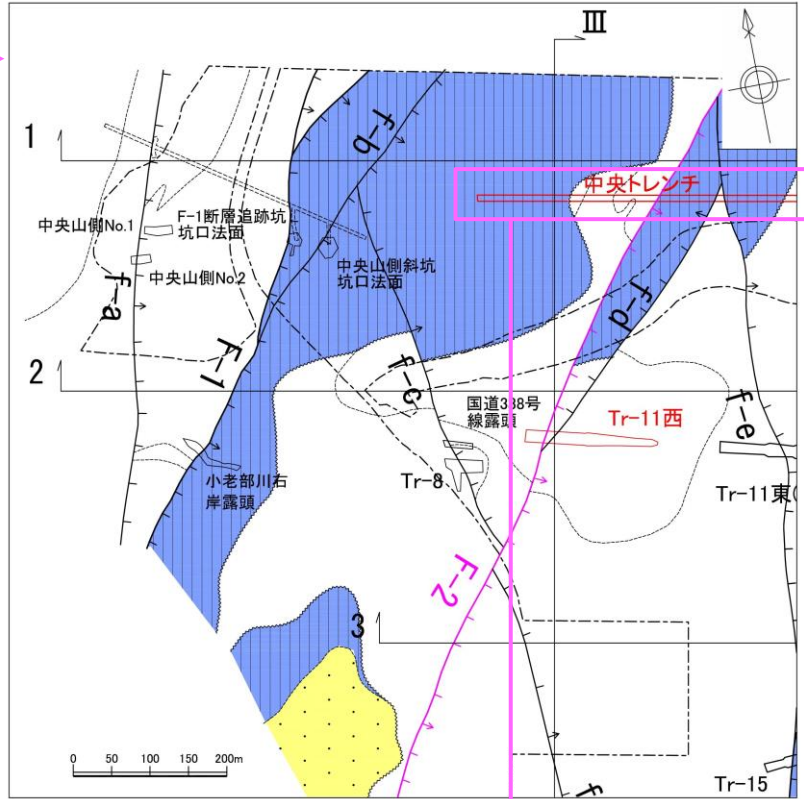 III
1
f-b
中央トレンチ
中央山側No.1
F-1断層追跡坑
坑口法面
中央山側No.2
中央山側斜坑
坑口法面
f-a
f-d
F-1
2
f-c
国道338号
線露頭
Tr-11西
f-e
小老部川右
岸露頭
Tr-8
Tr-11東(
F-2
3
0 50 100 150 200m
f
Tr-15